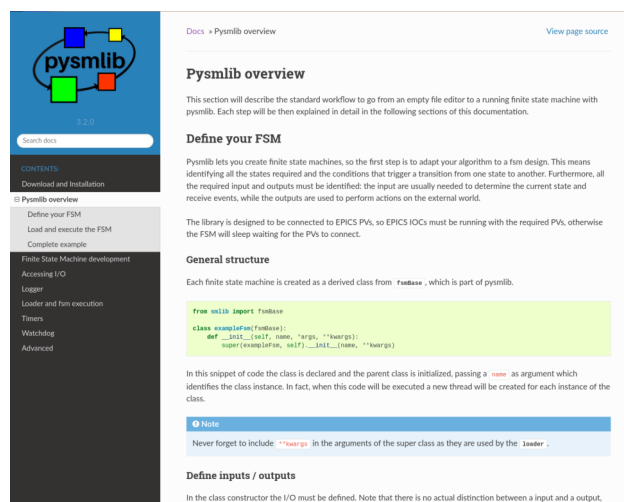 pysmlib
3.2.0
Search docs
CONTENTS:
Download and Installation
Pysmlib overview
Define your FSM
Load and execute the FSM
Complete example
Finite State Machine development
Accessing I/O
Logger
Loader and fsm execution
Timers
Watchdog
Advanced
Docs » Pysmlib overview
View page source
Pysmlib overview
This section will describe the standard workflow to go from an empty file editor to a running finite state machine with
pysmlib. Each step will be then explained in detail in the following sections of this documentation.
Define your FSM
Pysmlib lets you create finite state machines, so the first step is to adapt your algorithm to a fsm design. This means
identifying all the states required and the conditions that trigger a transition from one state to another. Furthermore, all
the required input and outputs must be identified: the input are usually needed to determine the current state and
receive events, while the outputs are used to perform actions on the external world.
The library is designed to be connected to EPICS PVs, so EPICS IOCs must be running with the required PVs, otherwise
the FSM will sleep waiting for the PVs to connect.
General structure
Each finite state machine is created as a derived class from fsmBase , which is part of pysmlib.
from smlib import fsmBase
class exampleFsm(fsmBase):
def __init__(self, name, *args, **kwargs):
super(exampleFsm, self).__init__(name, **kwargs)
In this snippet of code the class is declared and the parent class is initialized, passing a name as argument which
identifies the class instance. In fact, when this code will be executed a new thread will be created for each instance of the
class.
Note
Never forget to include **kwargs in the arguments of the super class as they are used by the loader .
Define inputs / outputs
In the class constructor the I/O must be defined. Note that there is no actual distinction between a input and a output,